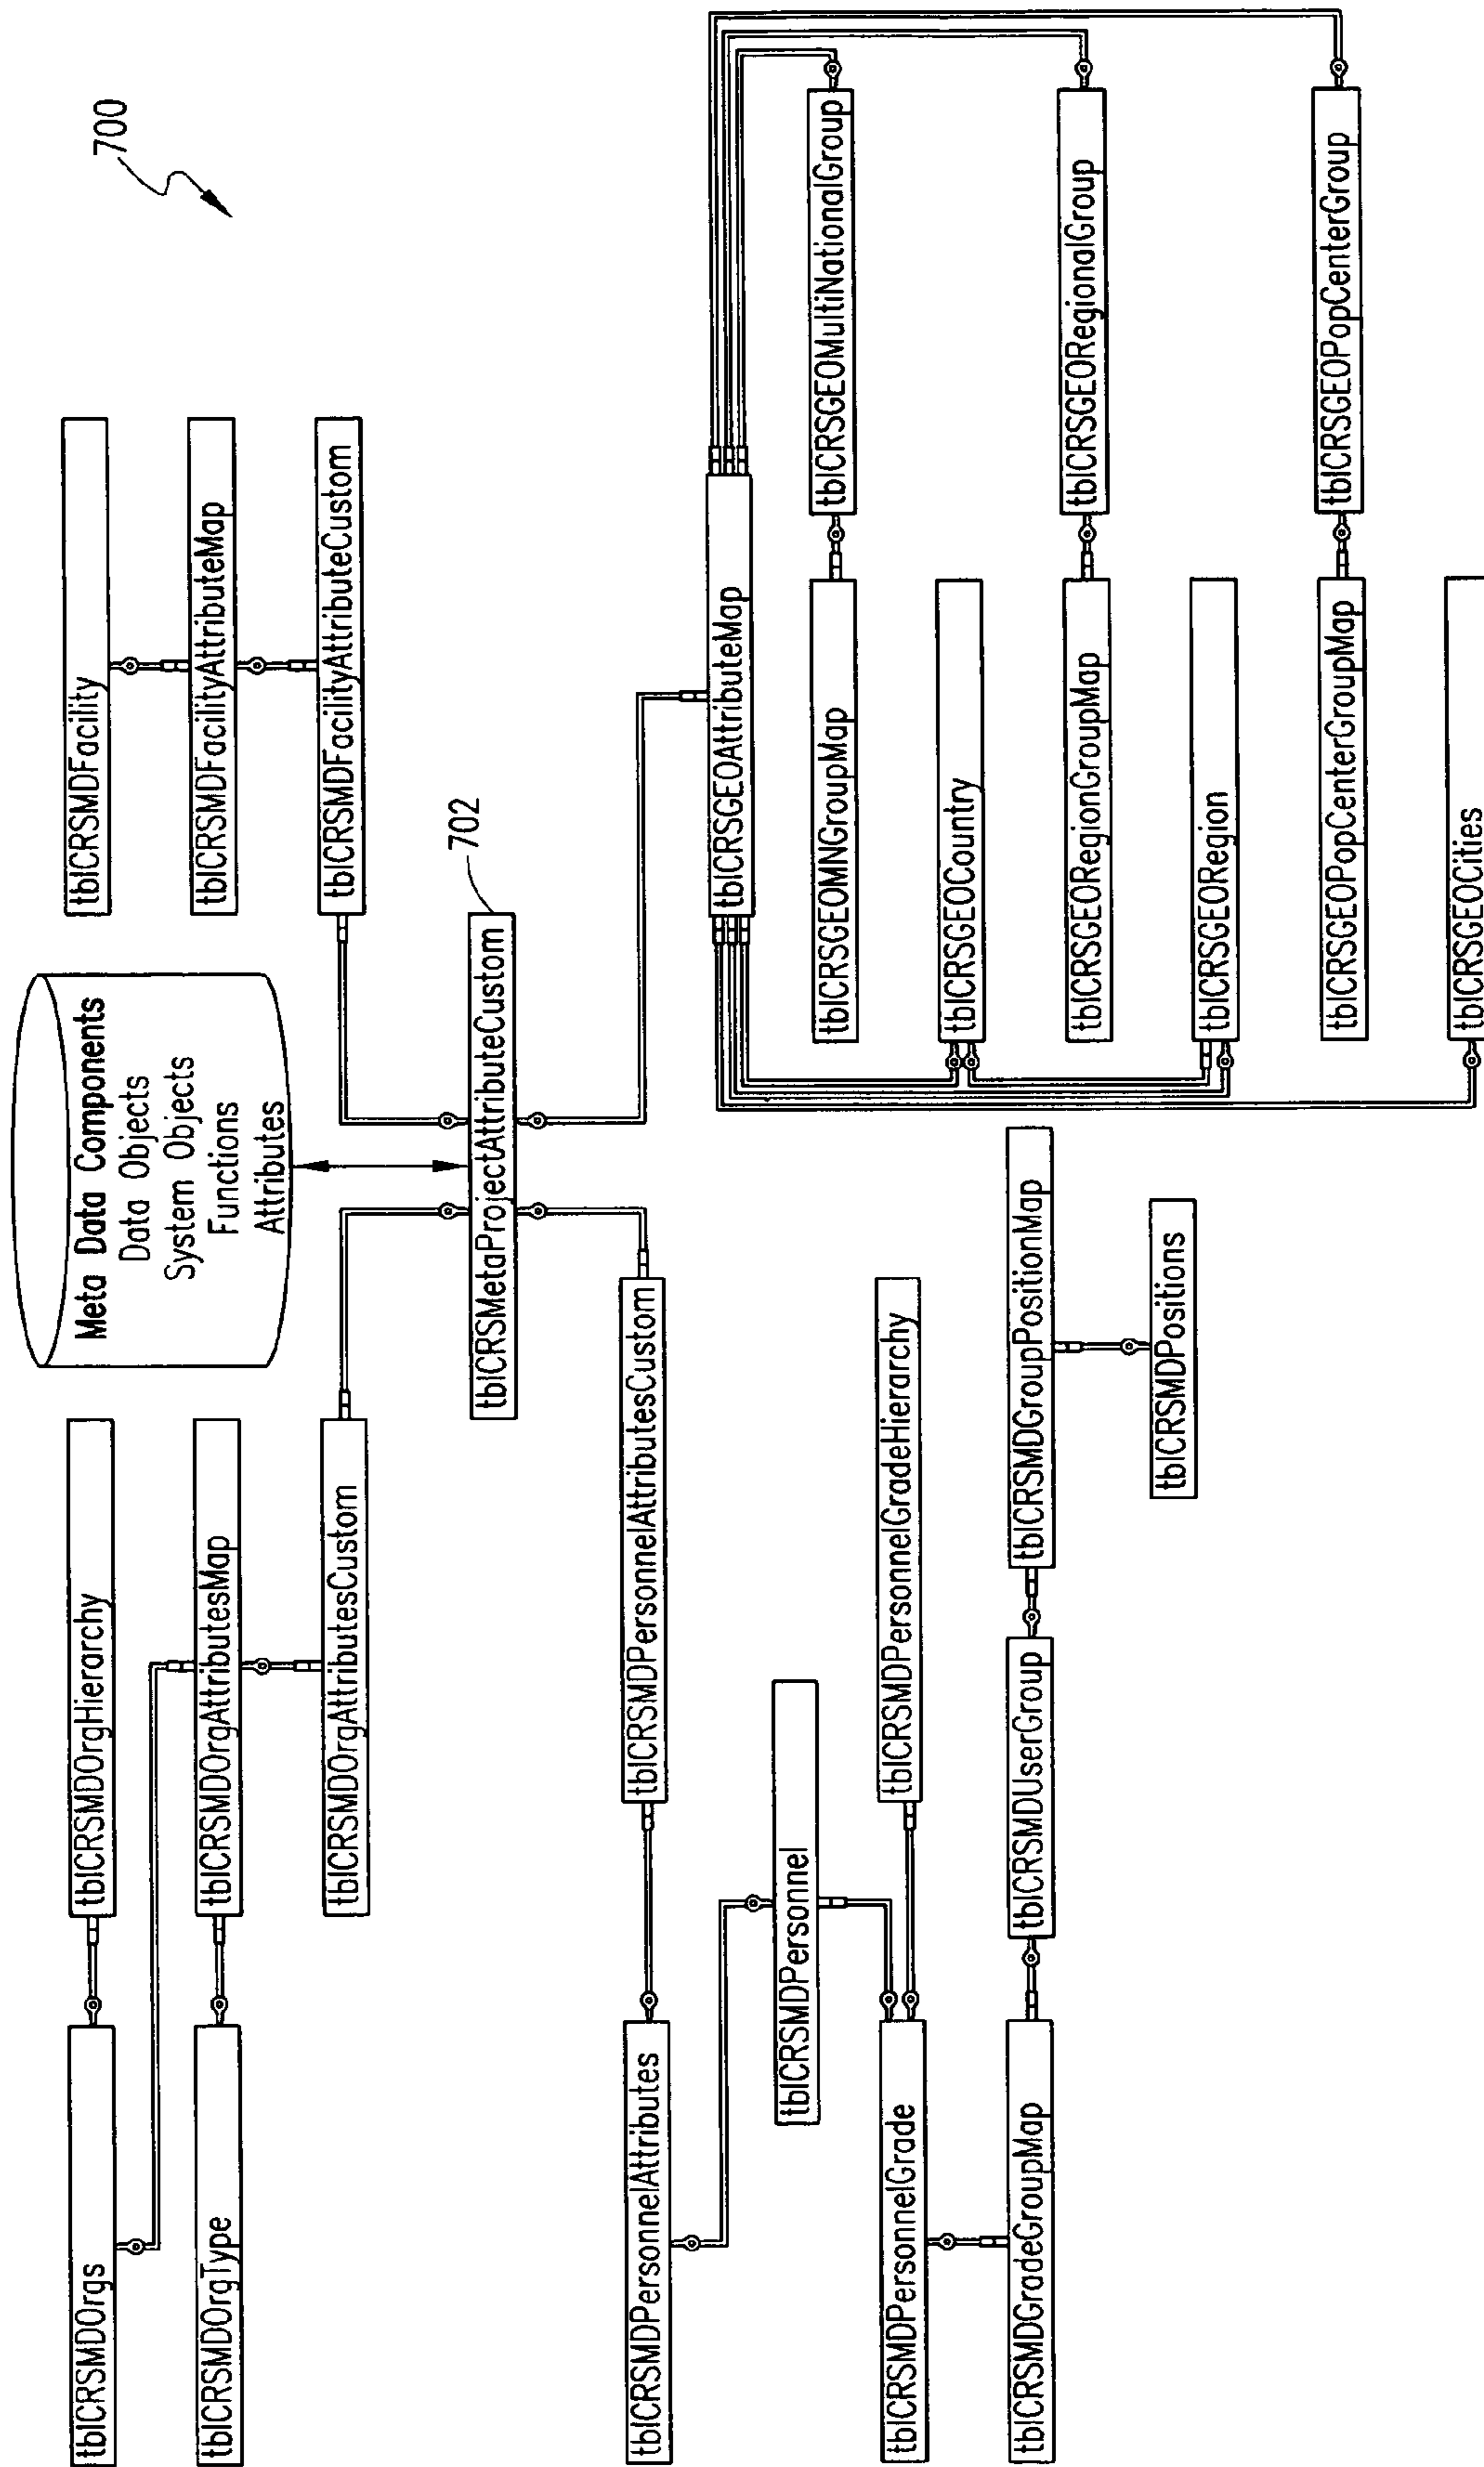 700
Meta Data Components
Data Objects
System Objects
Functions
Attributes
tblCRSMDOrgs
tblCRSMDOrgHierarchy
tblCRSMDFacility
tblCRSMDOrgType
tblCRSMDOrgAttributesMap
tblCRSMDFacilityAttributeMap
tblCRSMDOrgAttributesCustom
tblCRSMDFacilityAttributeCustom
702
tblCRSMetaProjectAttributeCustom
tblCRSMDPersonnelAttributes
tblCRSMDPersonnelAttributesCustom
tblCRSGEOAttributeMap
tblCRSMDPersonnel
tblCRSGEOMNGroupMap
tblCRSGEOMultiNationalGroup
tblCRSMDPersonnelGrade
tblCRSMDPersonnelGradeHierarchy
tblCRSGEOCountry
tblCRSMDGradeGroupMap
tblCRSMDUserGroup
tblCRSMDGroupPositionMap
tblCRSGEORegionGroupMap
tblCRSGEORegionalGroup
tblCRSMDPositions
tblCRSGEORegion
tblCRSGEOPopCenterGroupMap
tblCRSGEOPopCenterGroup
tblCRSGEOCities